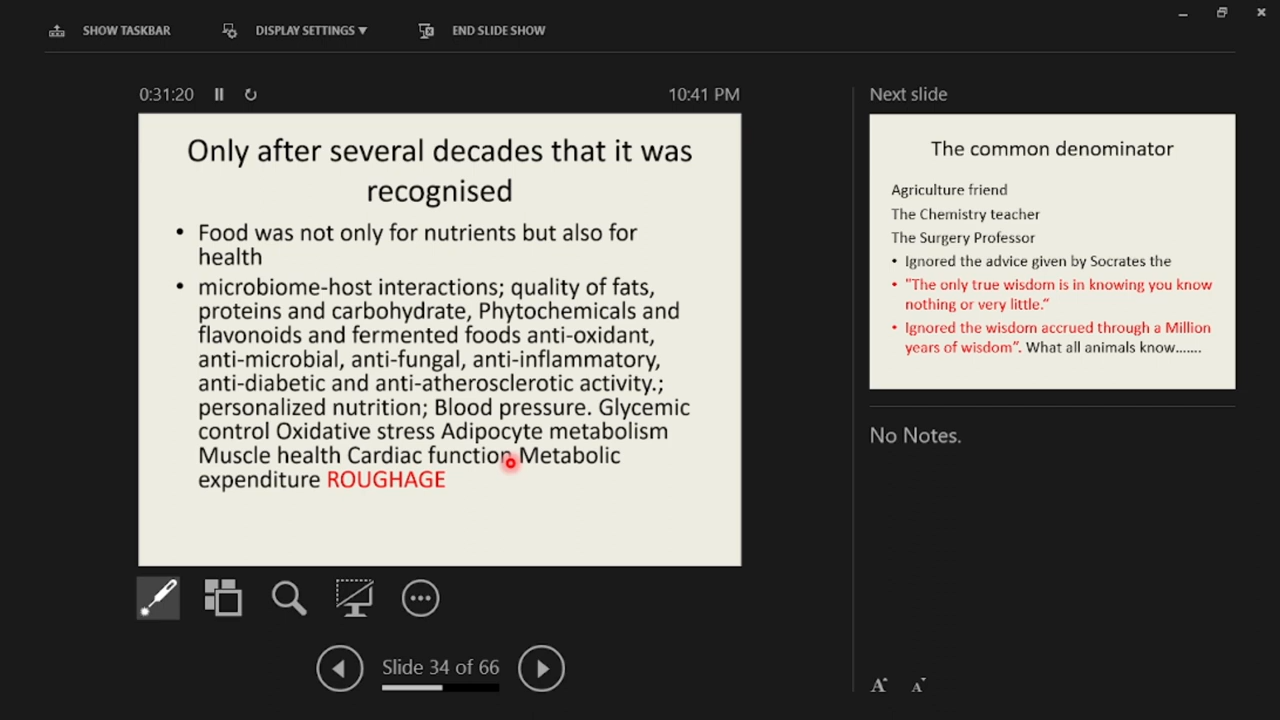 SHOW TASKBAR
DISPLAY SETTINGS ▼
END SLIDE SHOW
0:31:20
10:41 PM
Only after several decades that it was
recognised
• Food was not only for nutrients but also for
health
• microbiome-host interactions; quality of fats,
proteins and carbohydrate, Phytochemicals and
flavonoids and fermented foods anti-oxidant,
anti-microbial, anti-fungal, anti-inflammatory,
anti-diabetic and anti-atherosclerotic activity.;
personalized nutrition; Blood pressure. Glycemic
control Oxidative stress Adipocyte metabolism
Muscle health Cardiac function Metabolic
expenditure ROUGHAGE
Slide 34 of 66
Next slide
The common denominator
Agriculture friend
The Chemistry teacher
The Surgery Professor
• Ignored the advice given by Socrates the
• "The only true wisdom is in knowing you know
nothing or very little."
• Ignored the wisdom accrued through a Million
years of wisdom”. What all animals know…….
No Notes.
A A